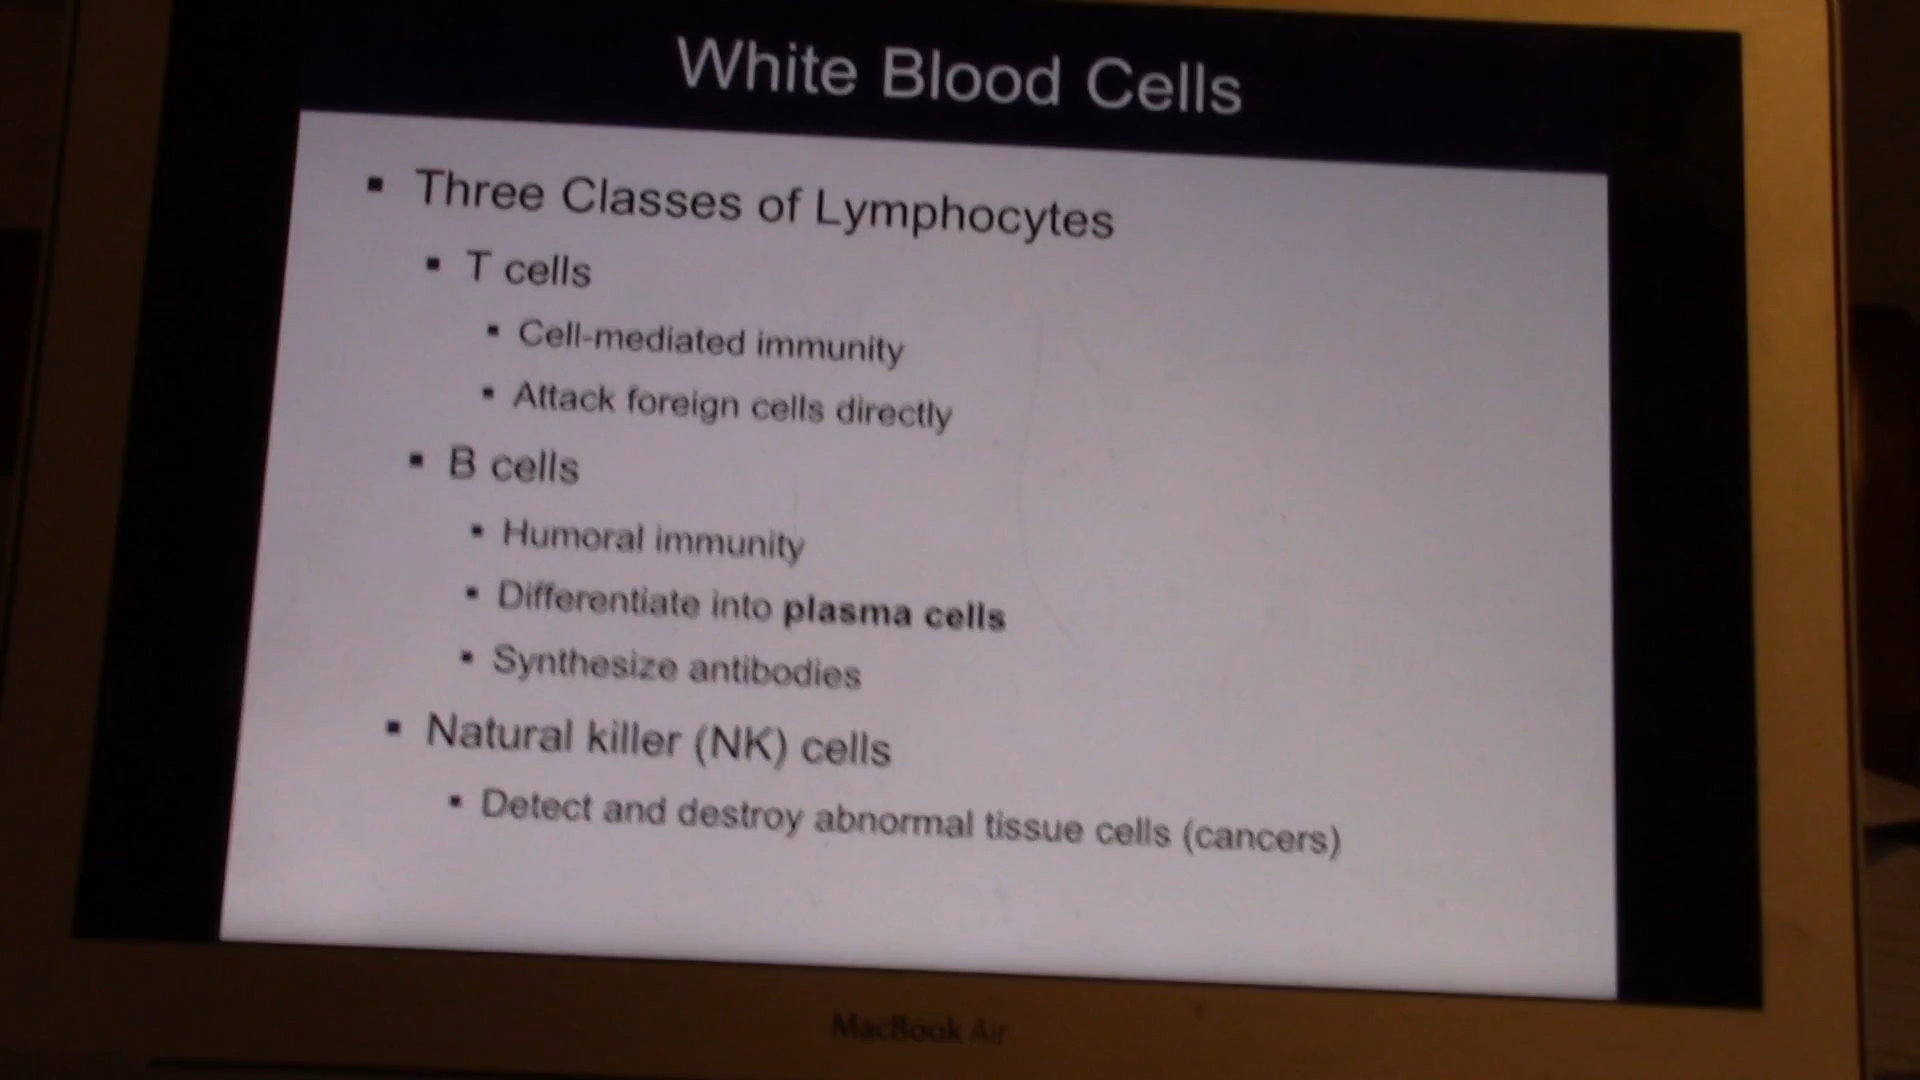 White Blood Cells
▪ Three Classes of Lymphocytes
▪ T cells
▪ Cell-mediated immunity
▪ Attack foreign cells directly
▪ B cells
▪ Humoral immunity
▪ Differentiate into plasma cells
▪ Synthesize antibodies
▪ Natural killer (NK) cells
▪ Detect and destroy abnormal tissue cells (cancers)
MacBook Air